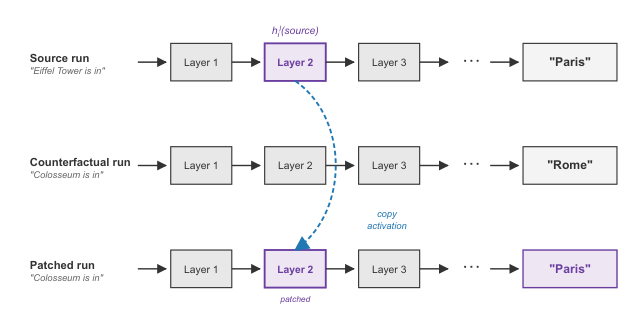 h_i^l(source)
Source run
"Eiffel Tower is in"
Layer 1
Layer 2
Layer 3
...
"Paris"
Counterfactual run
"Colosseum is in"
Layer 1
Layer 2
Layer 3
...
"Rome"
copy
activation
Patched run
"Colosseum is in"
Layer 1
Layer 2
Layer 3
...
"Paris"
patched